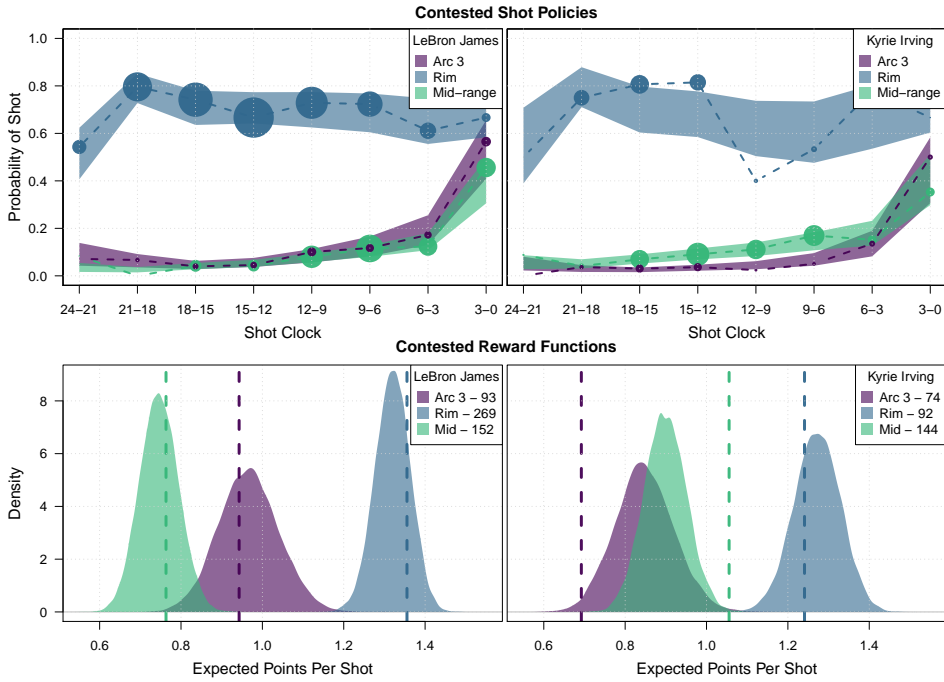 Contested Shot Policies
Probability of Shot
1.0
0.8
0.6
0.4
0.2
0.0
LeBron James
Arc 3
Rim
Mid−range
Kyrie Irving
Arc 3
Rim
Mid−range
24−21 21−18 18−15 15−12 12−9 9−6 6−3 3−0
24−21 21−18 18−15 15−12 12−9 9−6 6−3 3−0
Shot Clock
Shot Clock
Contested Reward Functions
Density
8
6
4
2
0
LeBron James
Arc 3 − 93
Rim − 269
Mid − 152
Kyrie Irving
Arc 3 − 74
Rim − 92
Mid − 144
0.6 0.8 1.0 1.2 1.4
0.6 0.8 1.0 1.2 1.4
Expected Points Per Shot
Expected Points Per Shot